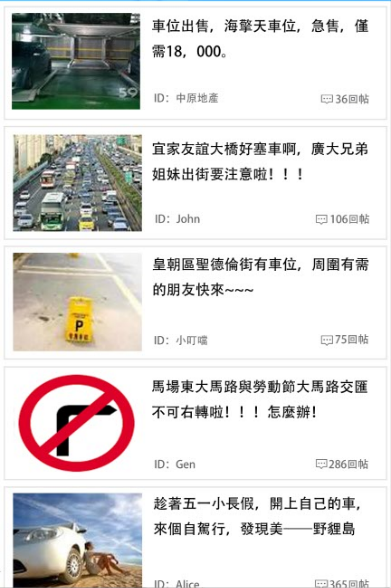 車位出售，海擎天車位，急售，僅
需18，000。
59
ID：中原地產
36回帖
宜家友誼大橋好塞車啊，廣大兄弟
姐妹出街要注意啦！！！
ID：John
106回帖
皇朝區聖德倫街有車位，周圍有需
的朋友快來~~~
P
ID：小叮噹
75回帖
馬場東大馬路與勞動節大馬路交匯
不可右轉啦！！！怎麼辦！
ID：Gen
286回帖
趁著五一小長假，開上自己的車，
來個自駕行，發現美──野貍島
ID：Alice
365回帖